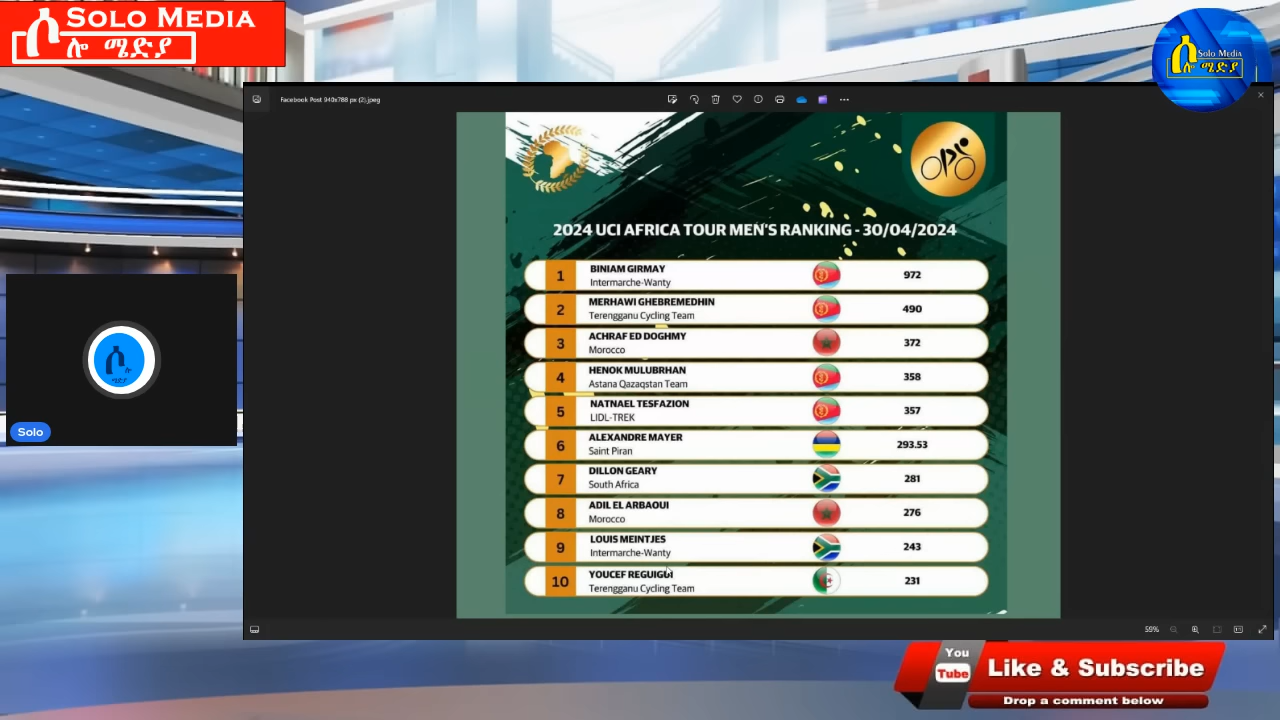 SOLO MEDIA
ሶሎ ሚድያ
Solo Media
ሶሎ ሚድያ
Facebook Post 940x788 px (2).jpeg
2024 UCI AFRICA TOUR MEN'S RANKING - 30/04/2024
1 BINIAM GIRMAY 972
Intermarche-Wanty
2 MERHAWI GHEBREMEDHIN 490
Terengganu Cycling Team
3 ACHRAF ED DOGHMY 372
Morocco
4 HENOK MULUBRHAN 358
Astana Qazaqstan Team
5 NATNAEL TESFAZION 357
LIDL-TREK
6 ALEXANDRE MAYER 293.53
Saint Piran
7 DILLON GEARY 281
South Africa
8 ADIL EL ARBAOUI 276
Morocco
9 LOUIS MEINTJES 243
Intermarche-Wanty
10 YOUCEF REGUIGUI 231
Terengganu Cycling Team
Solo
59%
You
Tube
Like & Subscribe
Drop a comment below